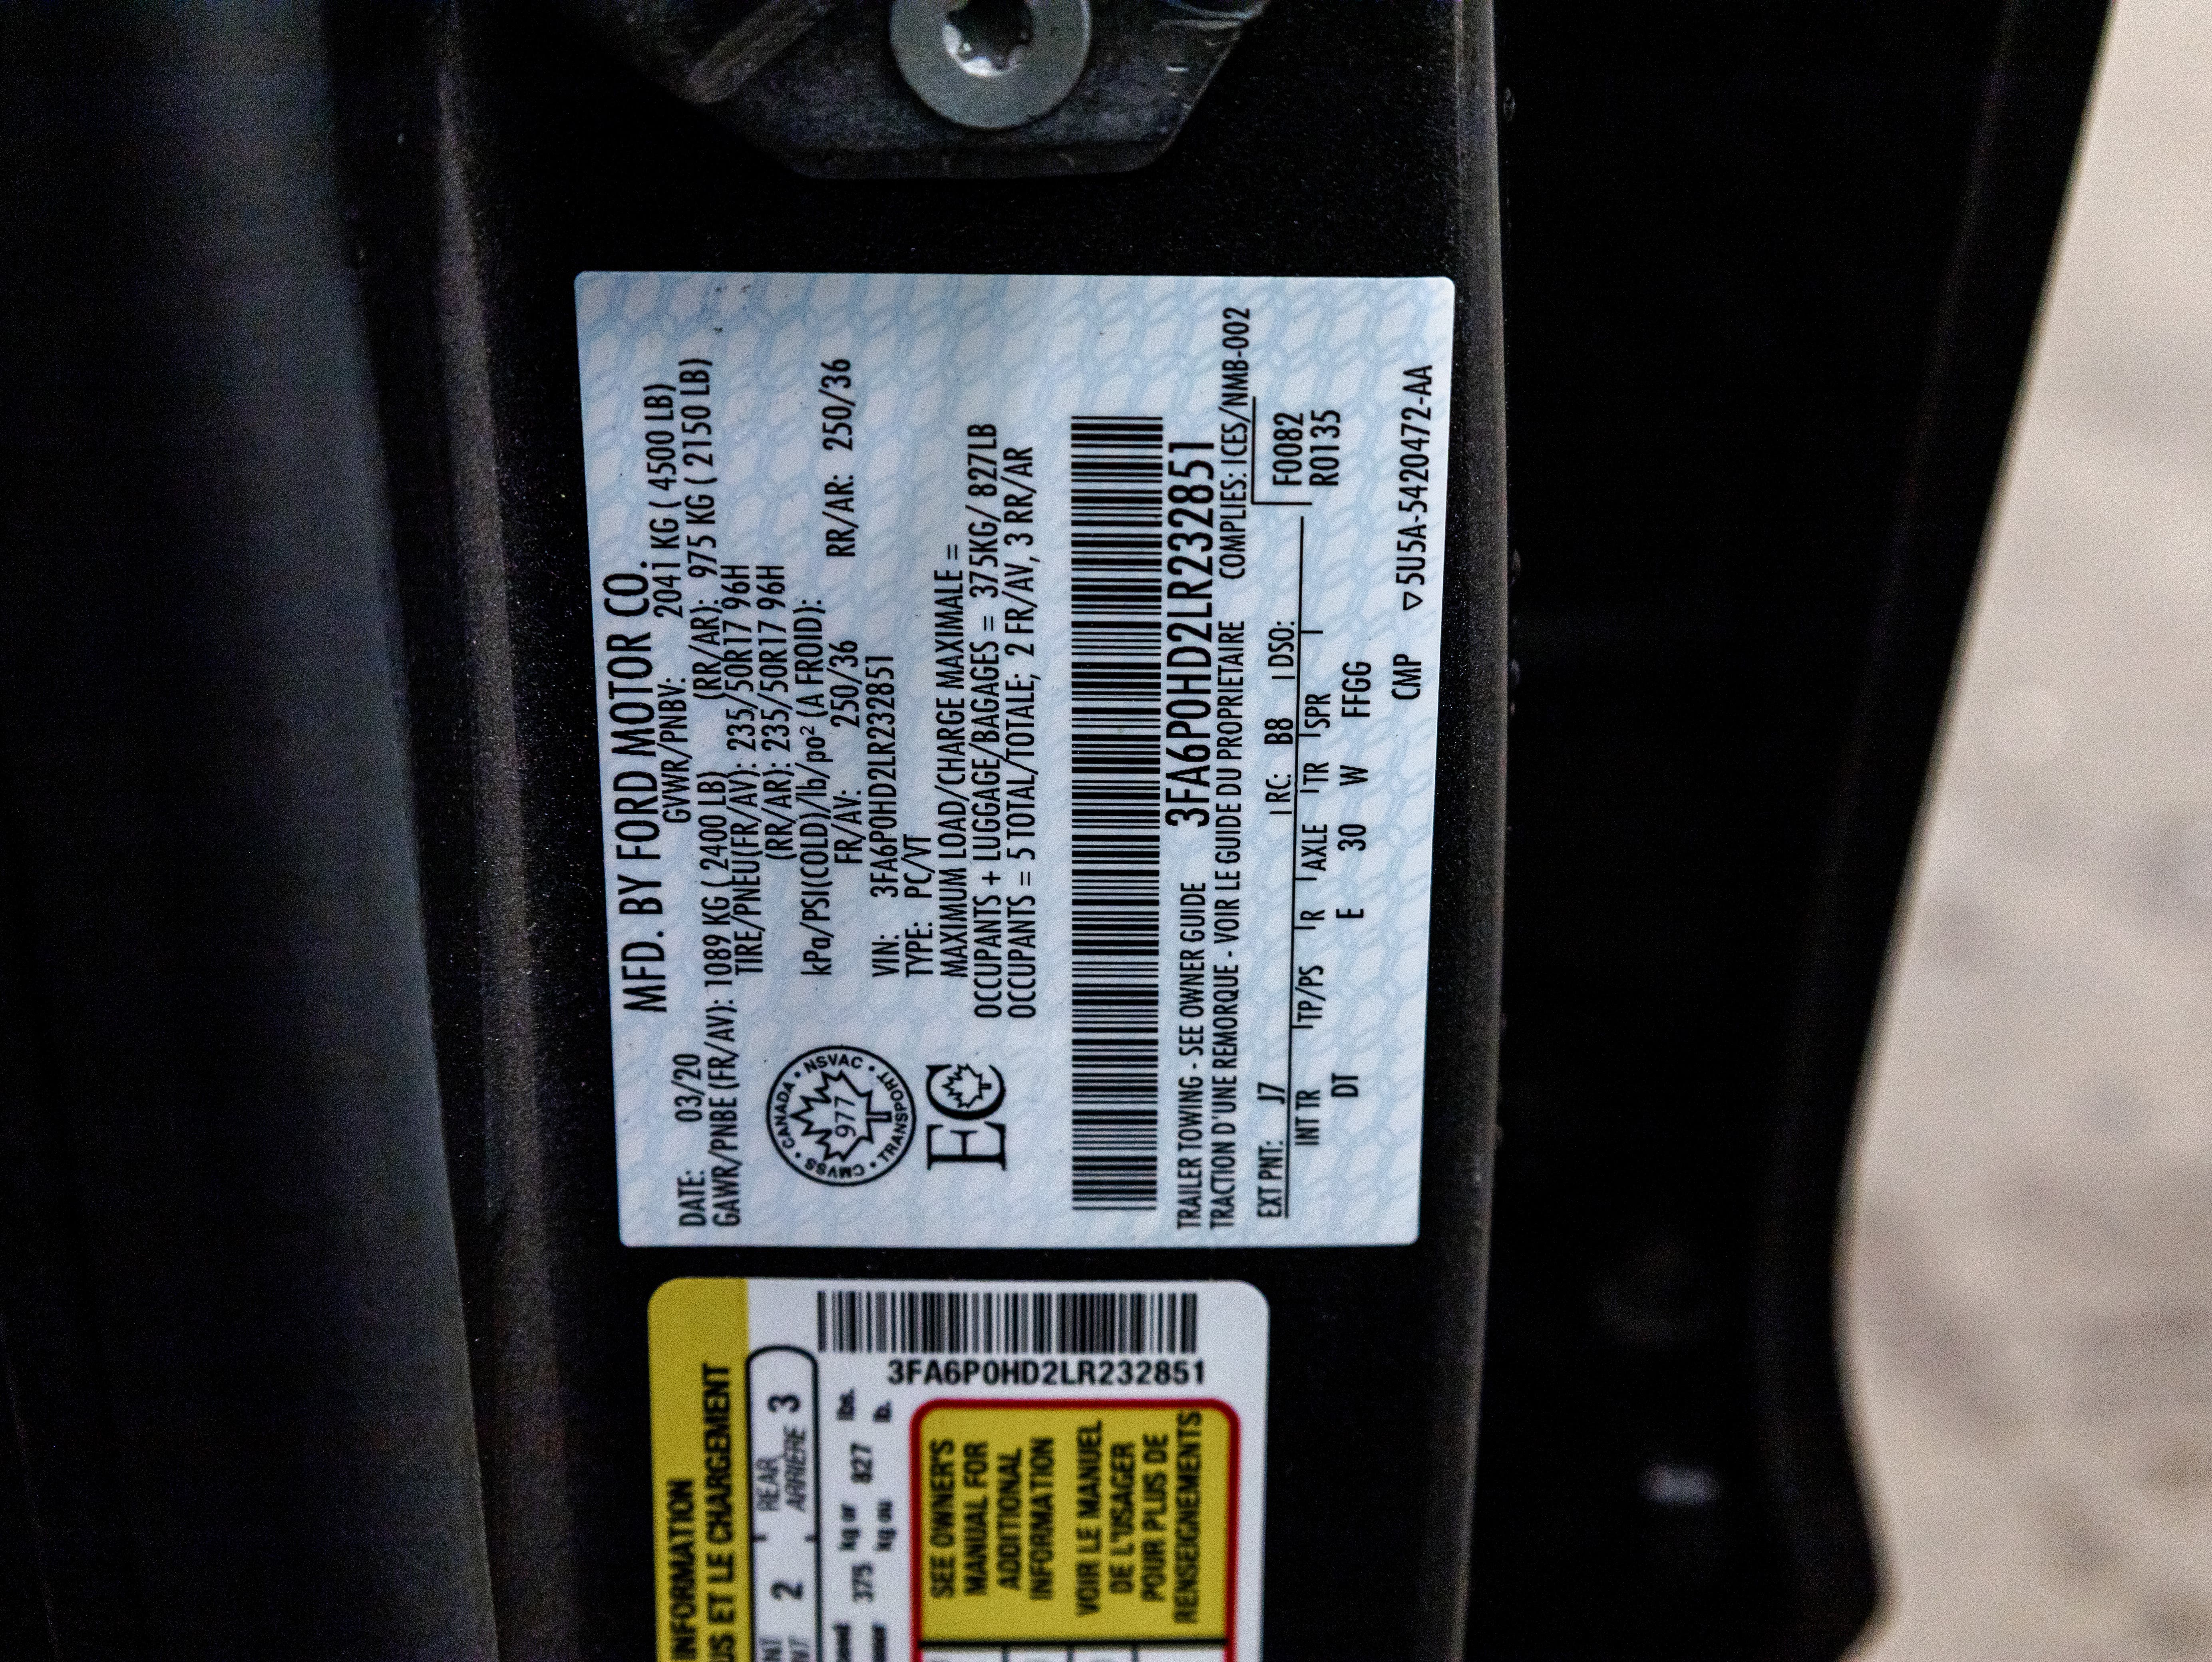 MFD. BY FORD MOTOR CO.
DATE: 03/20 GVWR/PNBV: 2041 KG ( 4500 LB)
GAWR/PNBE (FR/AV): 1089 KG ( 2400 LB) (RR/AR): 975 KG ( 2150 LB)
TIRE/PNEU(FR/AV): 235/50R17 96H
(RR/AR): 235/50R17 96H
kPa/PSI(COLD)/lb/po² (A FROID):
FR/AV: 250/36 RR/AR: 250/36
VIN: 3FA6P0HD2LR232851
TYPE: PC/VT
MAXIMUM LOAD/CHARGE MAXIMALE =
OCCUPANTS + LUGGAGE/BAGAGES = 375KG/ 827LB
OCCUPANTS = 5 TOTAL/TOTALE; 2 FR/AV, 3 RR/AR
CANADA • NSVAC • TRANSPORT • CMVSS •
977
EC
3FA6P0HD2LR232851
TRAILER TOWING - SEE OWNER GUIDE
TRACTION D'UNE REMORQUE - VOIR LE GUIDE DU PROPRIETAIRE COMPLIES: ICES/NMB-002
EXT PNT: J7 RC: B8 DSO: F0082
R0135
INT TR TP/PS R AXLE TR SPR
DT E 30 W FFGG
CMP ▽5U5A-5420472-AA
INFORMATION
ET LE CHARGEMENT
2 REAR 3
ARRIÈRE
375 kg or 827 lbs.
kg ou lb.
3FA6P0HD2LR232851
SEE OWNER'S
MANUAL FOR
ADDITIONAL
INFORMATION
VOIR LE MANUEL
DE L'USAGER
POUR PLUS DE
RENSEIGNEMENTS